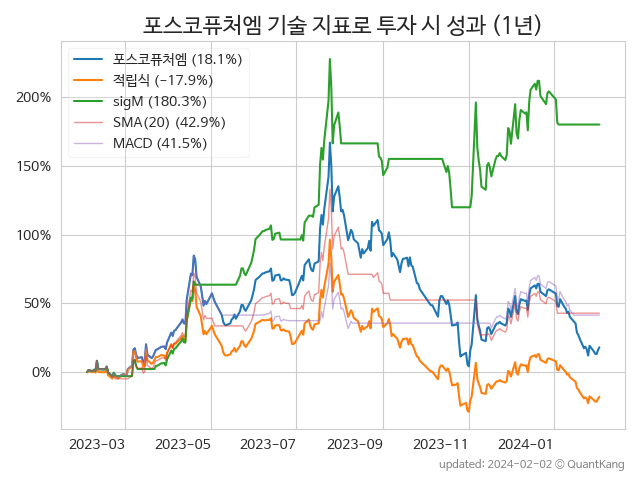 포스코퓨처엠 기술 지표로 투자 시 성과 (1년)
포스코퓨처엠 (18.1%)
적립식 (-17.9%)
sigM (180.3%)
SMA(20) (42.9%)
MACD (41.5%)
200%
150%
100%
50%
0%
2023-03 2023-05 2023-07 2023-09 2023-11 2024-01
updated: 2024-02-02 © QuantKang